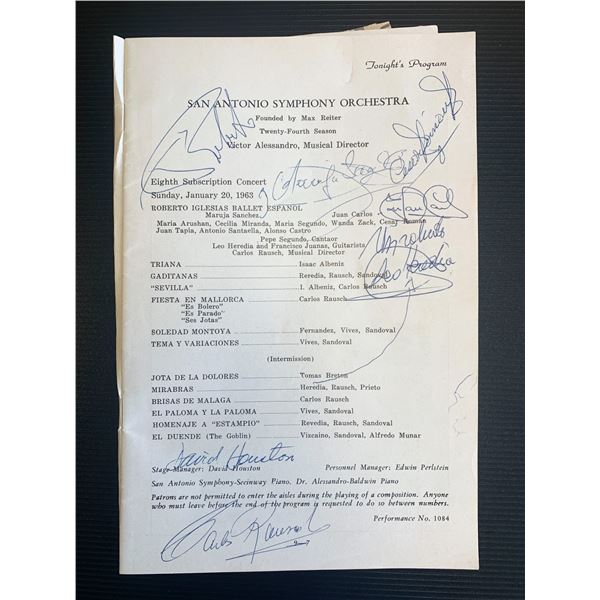 Tonight's Program
SAN ANTONIO SYMPHONY ORCHESTRA
Founded by Max Reiter
Twenty-Fourth Season
Victor Alessandro, Musical Director
Eighth Subscription Concert
Sunday, January 20, 1963
ROBERTO IGLESIAS BALLET ESPANOL
Maruja Sanchez Juan Carlos
Maria Arushan, Cecilia Miranda, Maria Segundo, Wanda Zack, Cesar Roman
Juan Tapia, Antonio Santaella, Alonso Castro
Pepe Segundo, Cantaor
Leo Heredia and Francisco Juanas, Guitarists
Carlos Rausch, Musical Director
TRIANA Isaac Albeniz
GADITANAS Reredia, Rausch, Sandoval
"SEVILLA" I. Albeniz, Carlos Rausch
FIESTA EN MALLORCA Carlos Rausch
"Es Bolero"
"Es Parado"
"Ses Jotas"
SOLEDAD MONTOYA Fernandez, Vives, Sandoval
TEMA Y VARIACIONES Vives, Sandoval
(Intermission)
JOTA DE LA DOLORES Tomas Breton
MIRABRAS Heredia, Rausch, Prieto
BRISAS DE MALAGA Carlos Rausch
EL PALOMO Y LA PALOMA Vives, Sandoval
HOMENAJE A "ESTAMPIO" Revedia, Rausch, Sandoval
EL DUENDE (The Goblin) Vizcaino, Sandoval, Alfredo Munar
David Houston
Stage Manager: David Houston Personnel Manager: Edwin Perlstein
San Antonio Symphony-Steinway Piano, Dr. Alessandro-Baldwin Piano
Patrons are not permitted to enter the aisles during the playing of a composition. Anyone
who must leave before the end of the program is requested to do so between numbers.
Performance No. 1084
Carlos Rausch